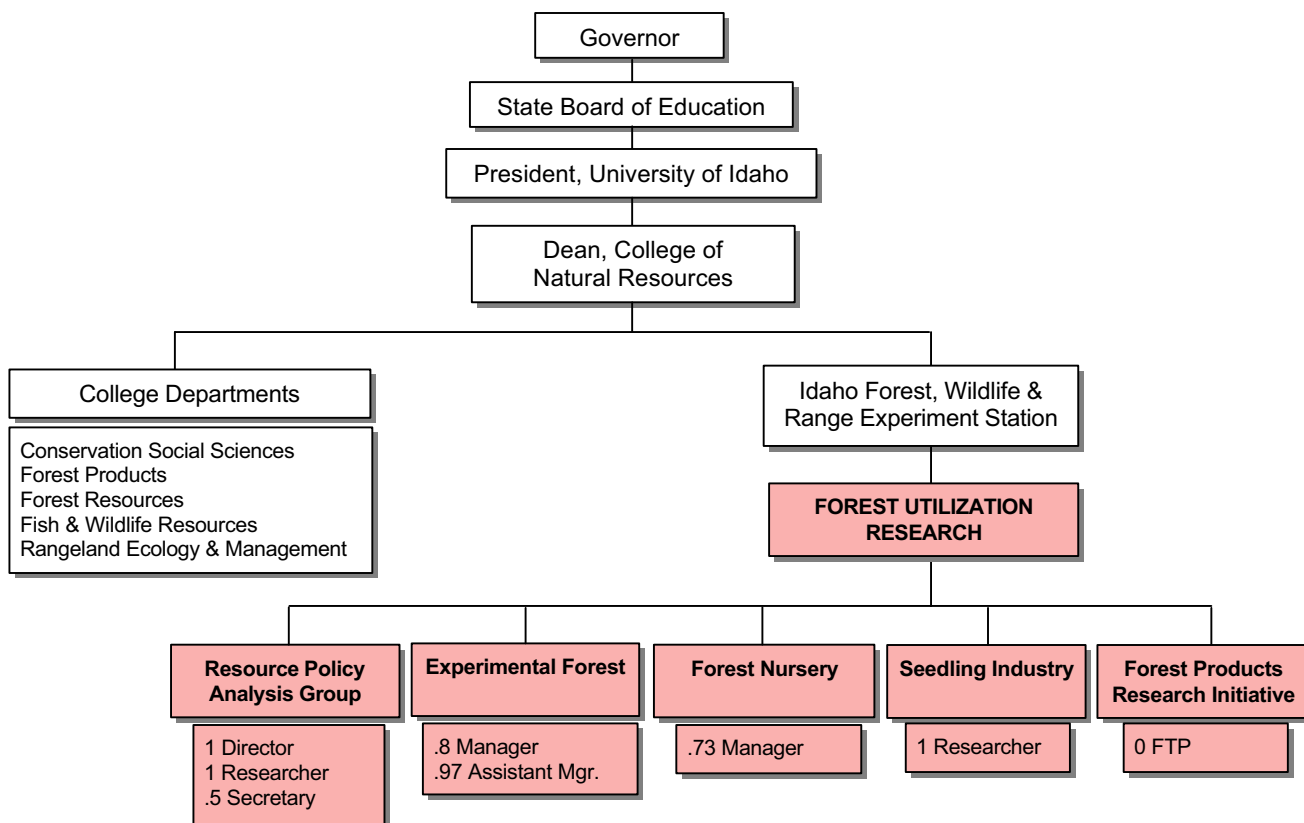 Governor
State Board of Education
President, University of Idaho
Dean, College of
Natural Resources
College Departments
Conservation Social Sciences
Forest Products
Forest Resources
Fish & Wildlife Resources
Rangeland Ecology & Management
Idaho Forest, Wildlife &
Range Experiment Station
FOREST UTILIZATION
RESEARCH
Resource Policy
Analysis Group
1 Director
1 Researcher
.5 Secretary
Experimental Forest
.8 Manager
.97 Assistant Mgr.
Forest Nursery
.73 Manager
Seedling Industry
1 Researcher
Forest Products
Research Initiative
0 FTP